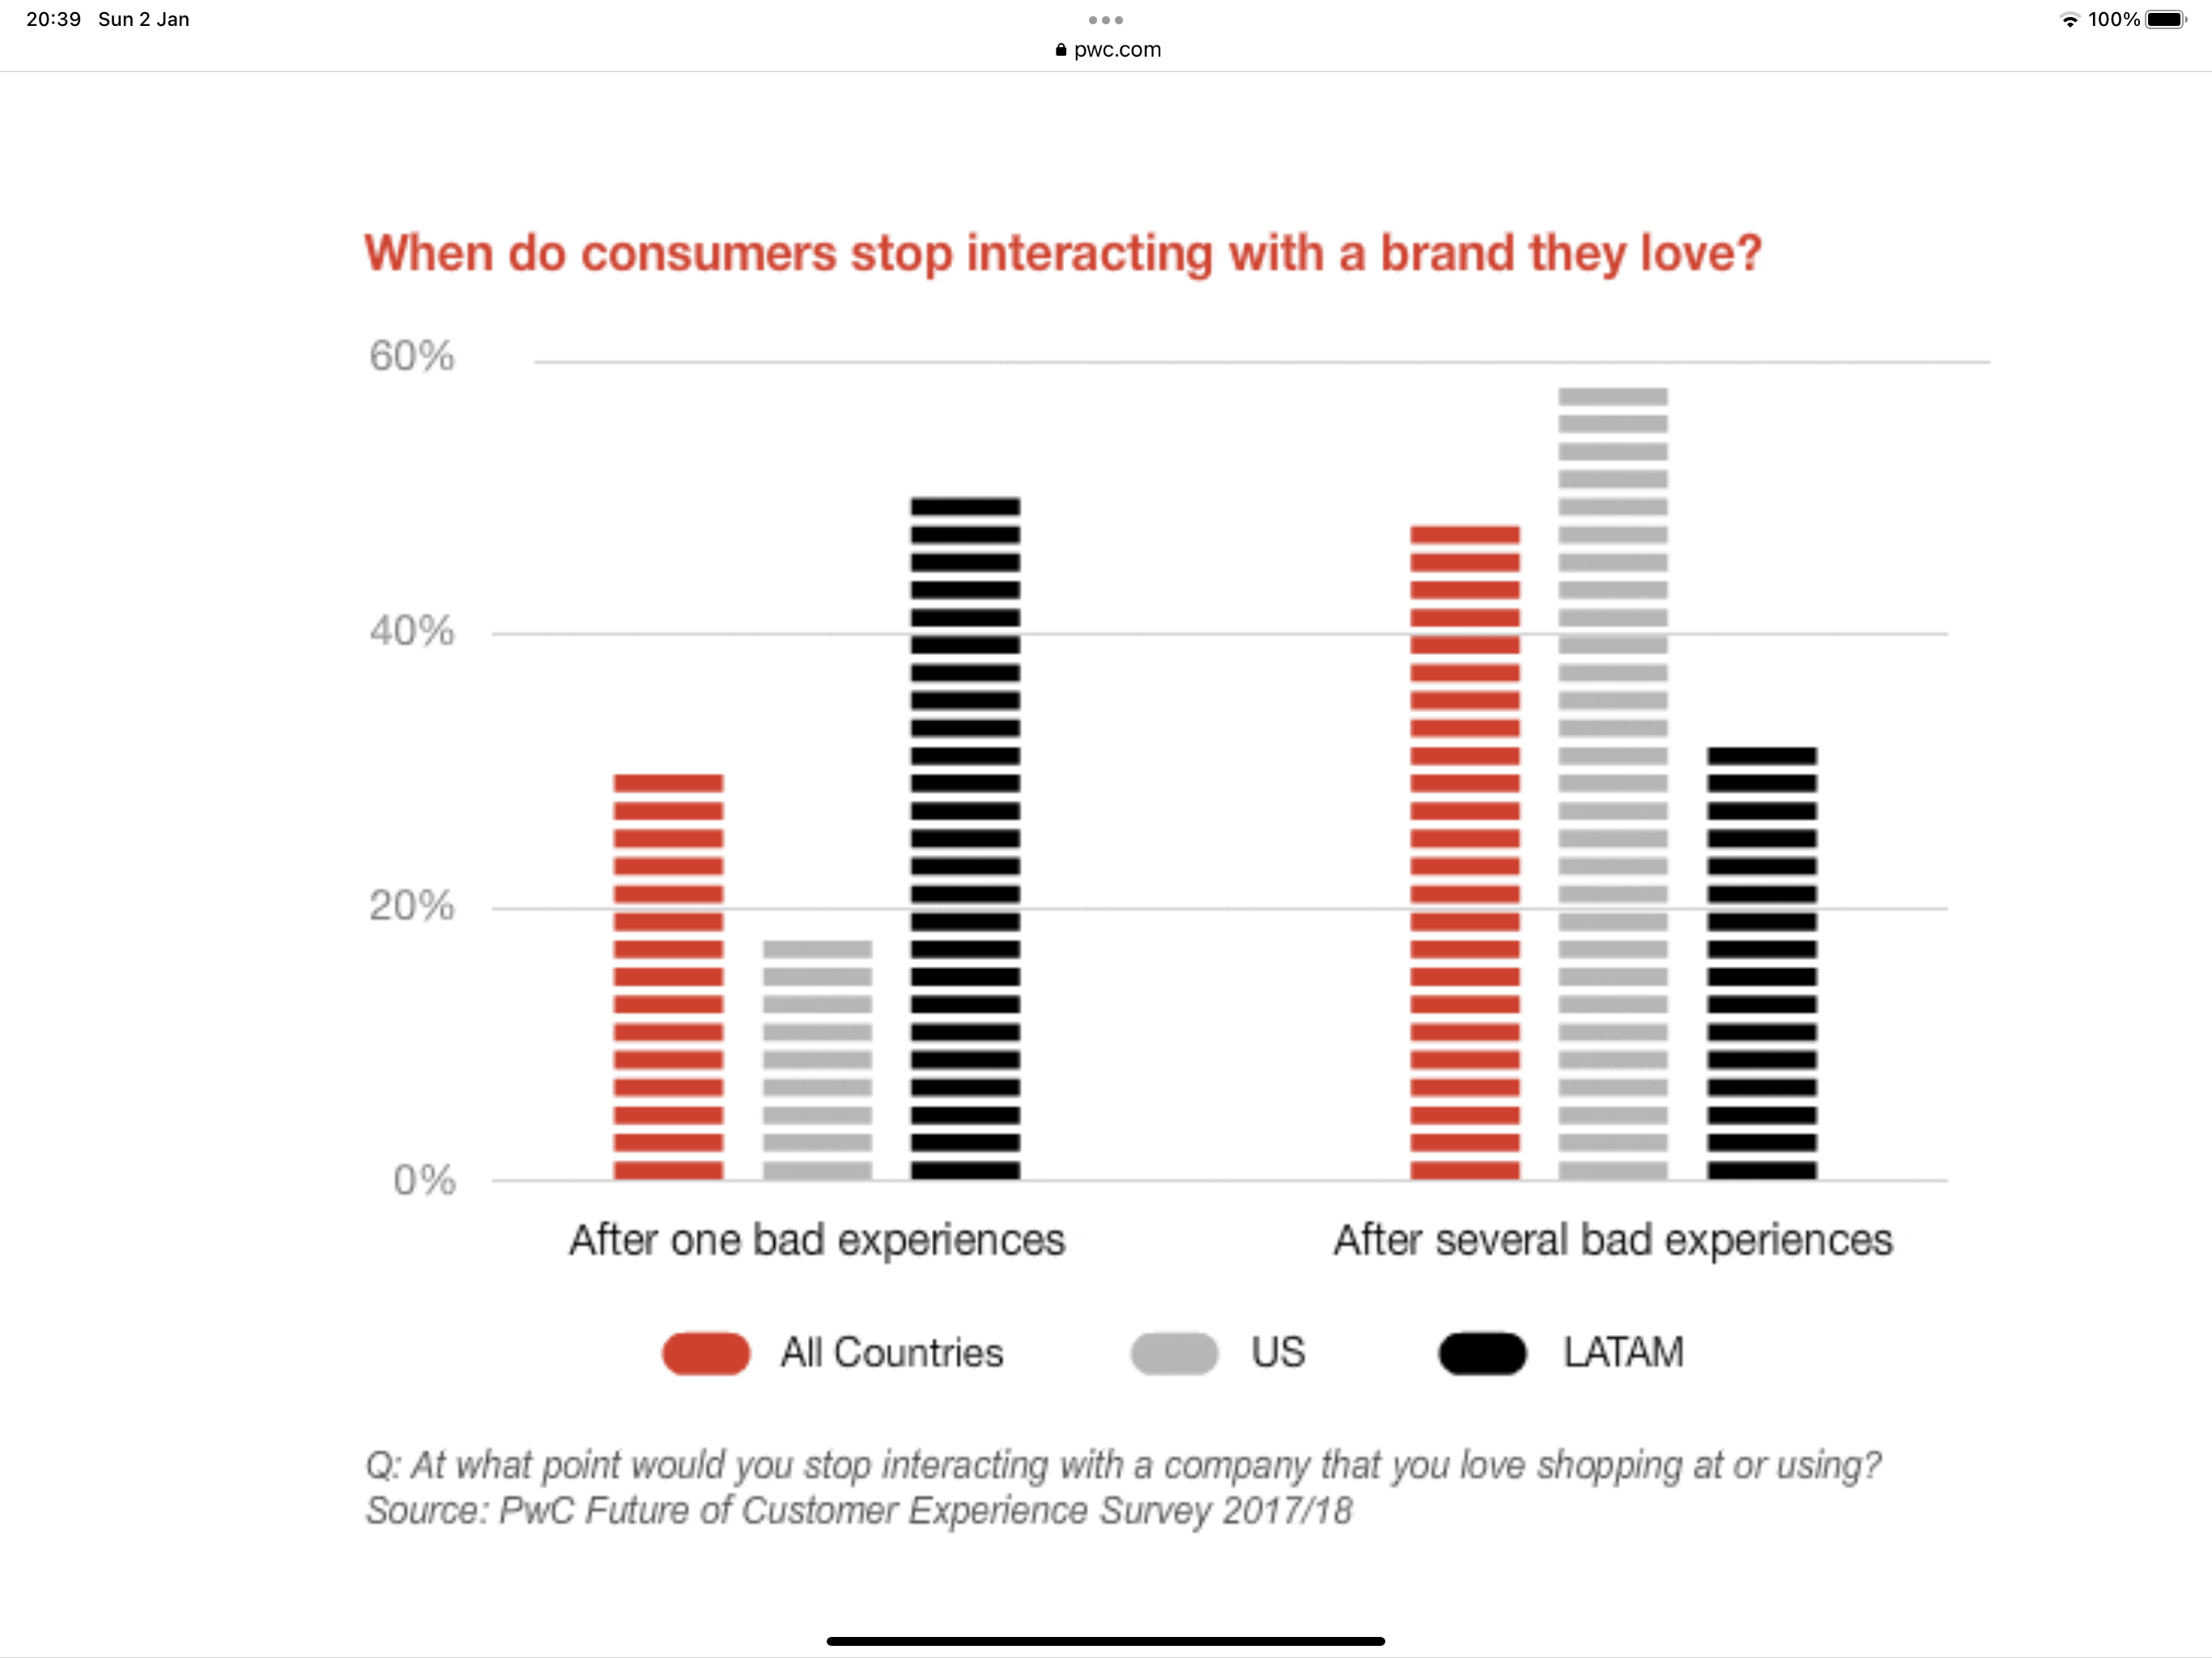 20:39 Sun 2 Jan
100%
pwc.com
When do consumers stop interacting with a brand they love?
60%
40%
20%
0%
After one bad experiences
After several bad experiences
All Countries
US
LATAM
Q: At what point would you stop interacting with a company that you love shopping at or using?
Source: PwC Future of Customer Experience Survey 2017/18